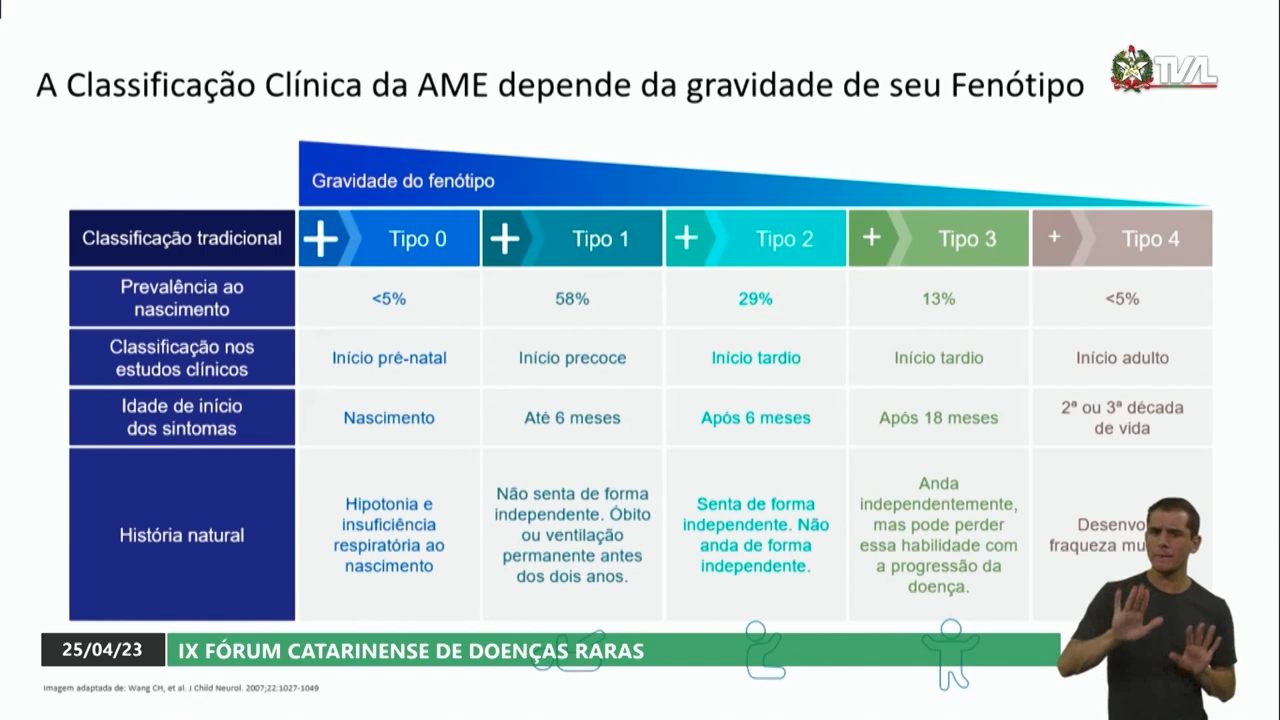 A Classificação Clínica da AME depende da gravidade de seu Fenótipo
TVAL
Gravidade do fenótipo
Classificação tradicional
Tipo 0
Tipo 1
Tipo 2
Tipo 3
Tipo 4
Prevalência ao
nascimento
<5%
58%
29%
13%
<5%
Classificação nos
estudos clínicos
Início pré-natal
Início precoce
Início tardio
Início tardio
Início adulto
Idade de início
dos sintomas
Nascimento
Até 6 meses
Após 6 meses
Após 18 meses
2ª ou 3ª década
de vida
História natural
Hipotonia e
insuficiência
respiratória ao
nascimento
Não senta de forma
independente. Óbito
ou ventilação
permanente antes
dos dois anos.
Senta de forma
independente. Não
anda de forma
independente.
Anda
independentemente,
mas pode perder
essa habilidade com
a progressão da
doença.
fraqueza
25/04/23
IX FÓRUM CATARINENSE DE DOENÇAS RARAS
Imagem adaptada de: Wang CH, et al. J Child Neurol. 2007;22:1027-1049